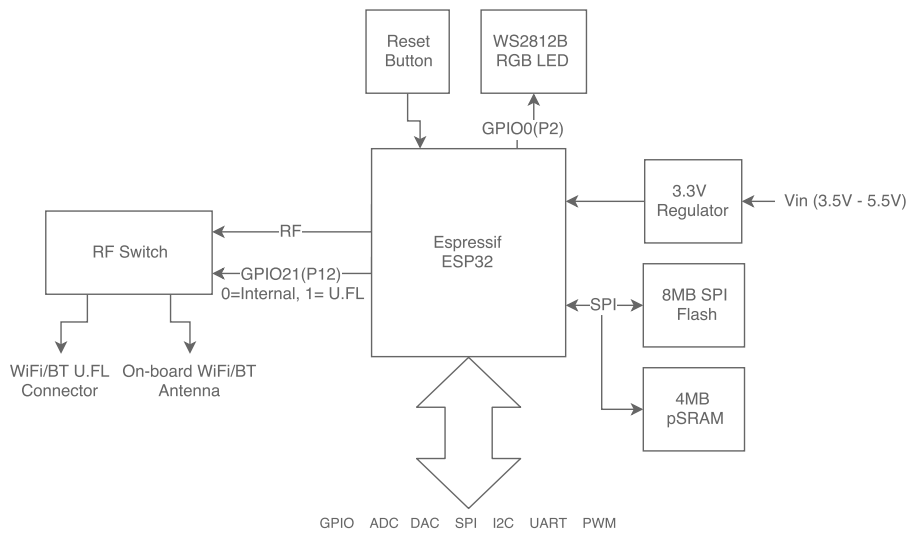 Reset
Button
WS2812B
RGB LED
GPIO0(P2)
3.3V
Regulator
Vin (3.5V - 5.5V)
RF Switch
RF
GPIO21(P12)
0=Internal, 1= U.FL
Espressif
ESP32
SPI
8MB SPI
Flash
4MB
pSRAM
WiFi/BT U.FL
Connector
On-board WiFi/BT
Antenna
GPIO ADC DAC SPI I2C UART PWM